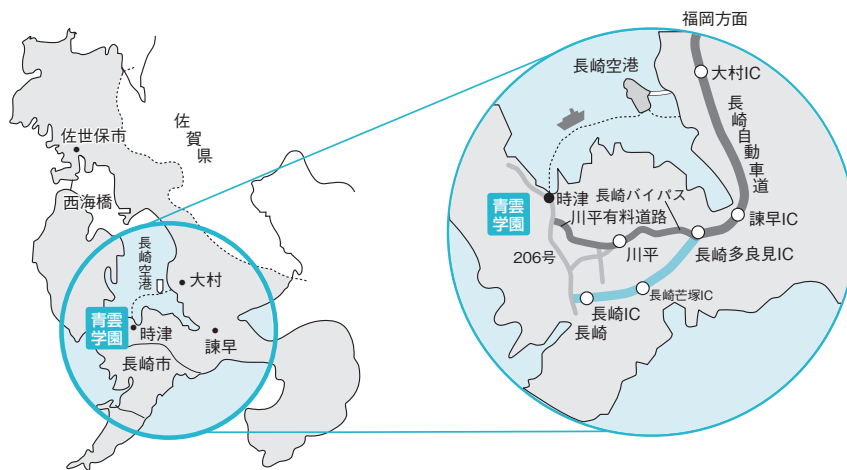 佐世保市
佐賀県
西海橋
長崎空港
大村
青雲
学園
時津
諫早
長崎市
福岡方面
大村IC
長崎空港
長崎自動車道
時津
長崎バイパス
青雲
学園
川平有料道路
諫早IC
206号
川平
長崎多良見IC
長崎芒塚IC
長崎IC
長崎